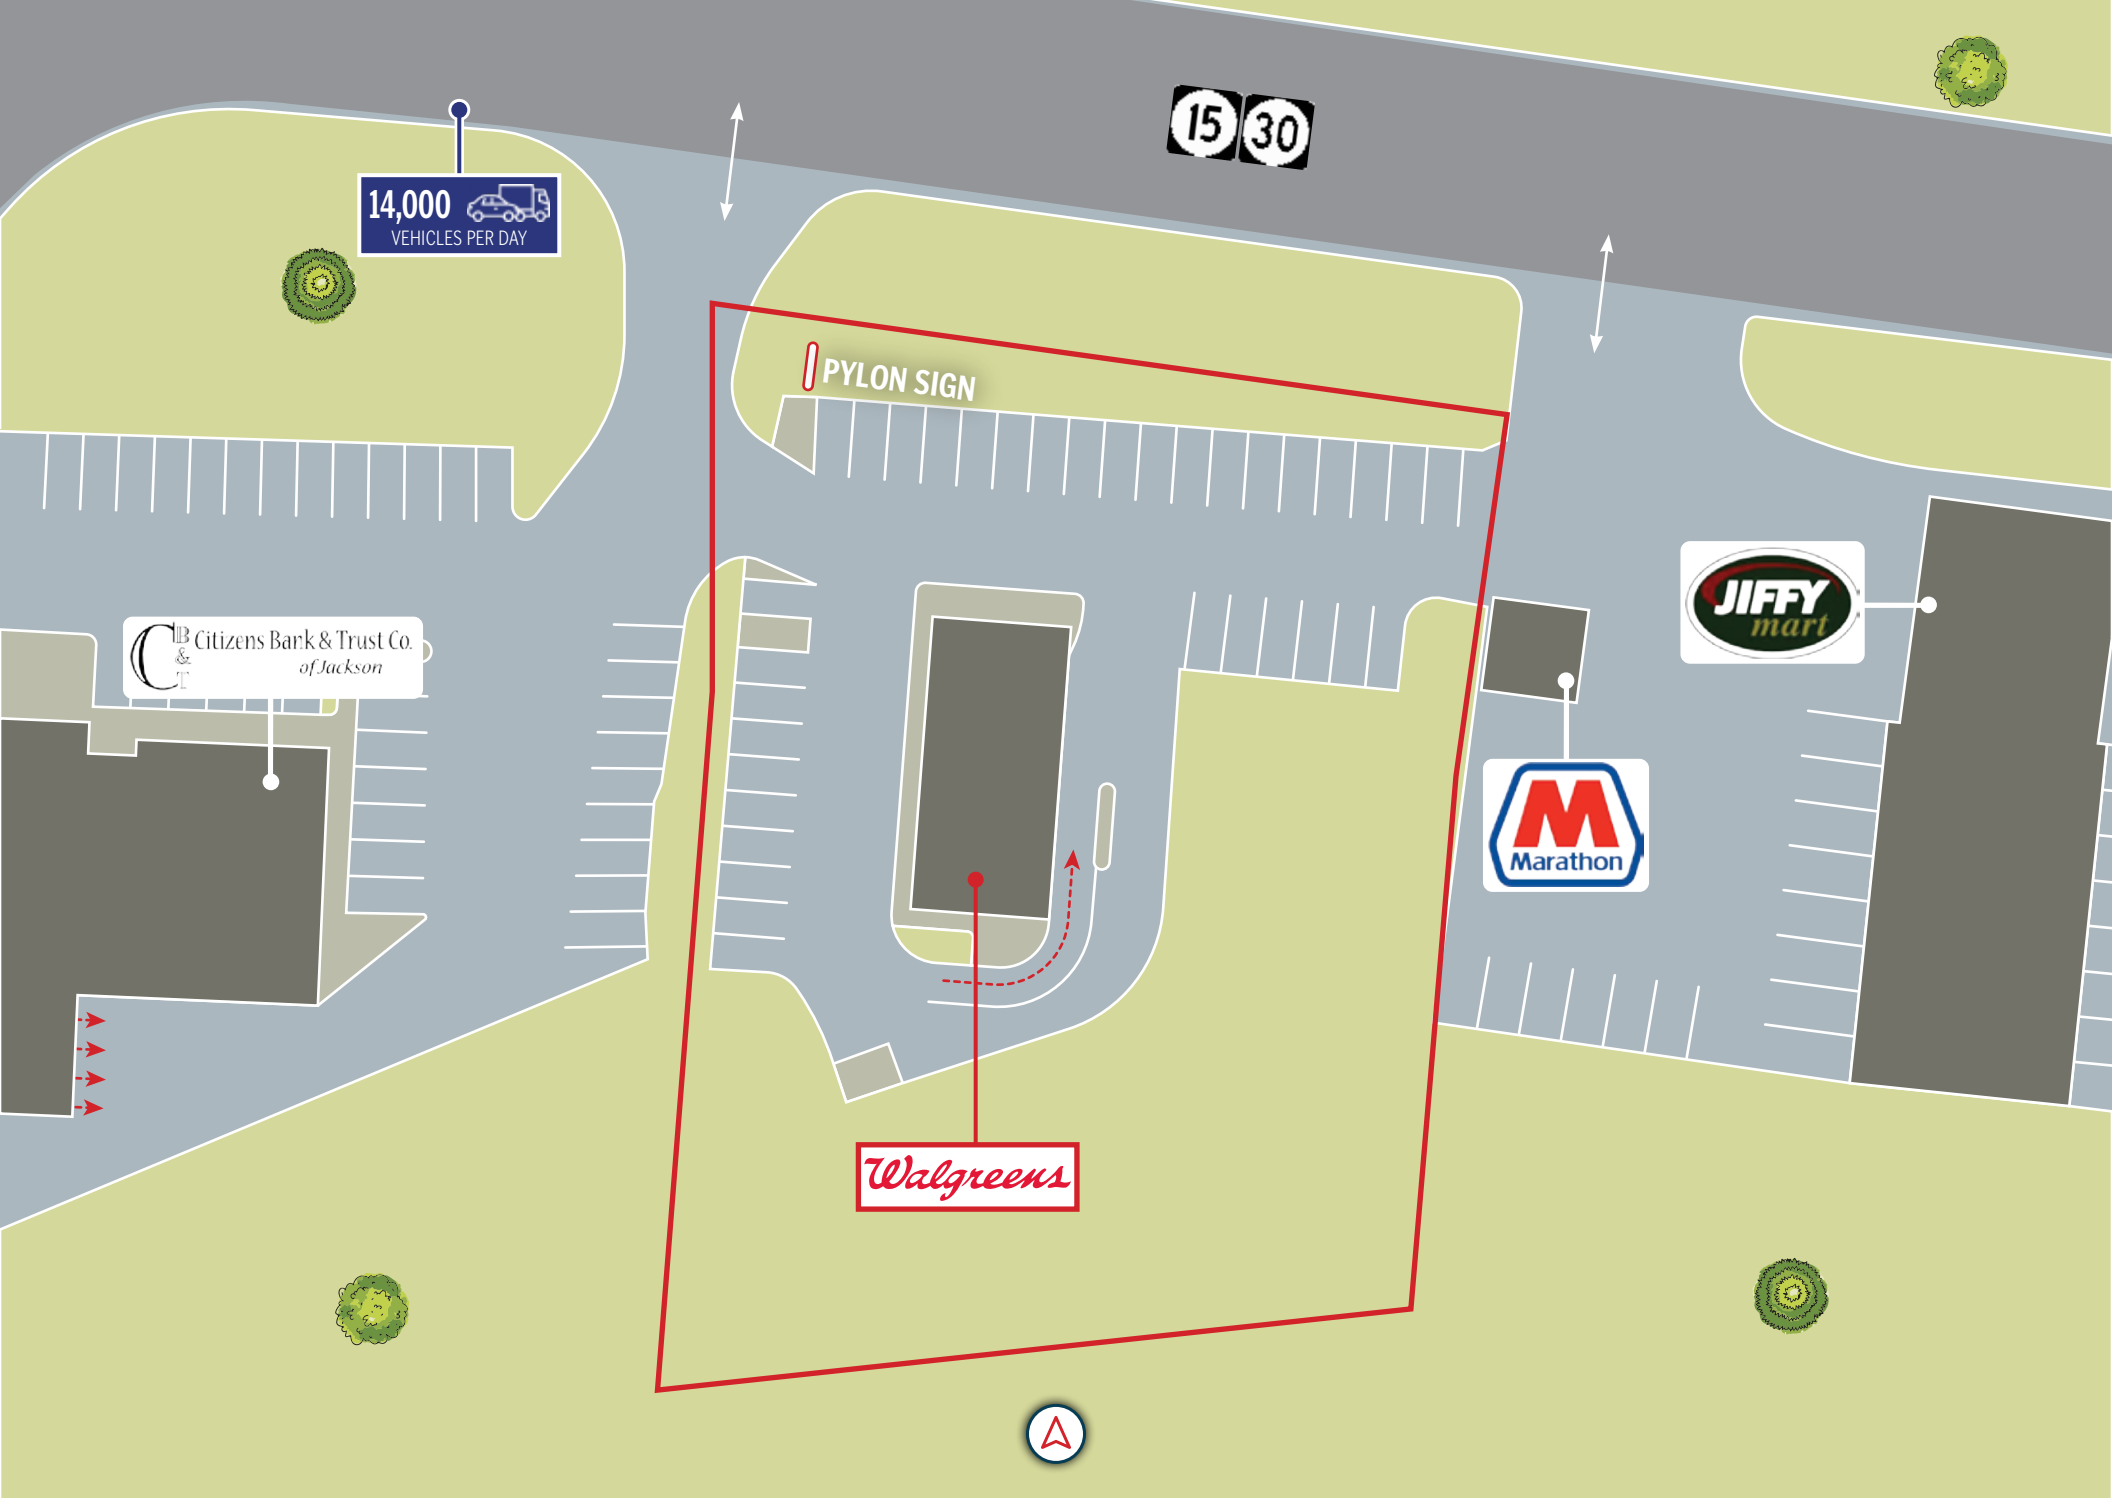 15 30
14,000
VEHICLES PER DAY
PYLON SIGN
JIFFY
mart
CB&T
Citizens Bank & Trust Co.
of Jackson
M
Marathon
Walgreens